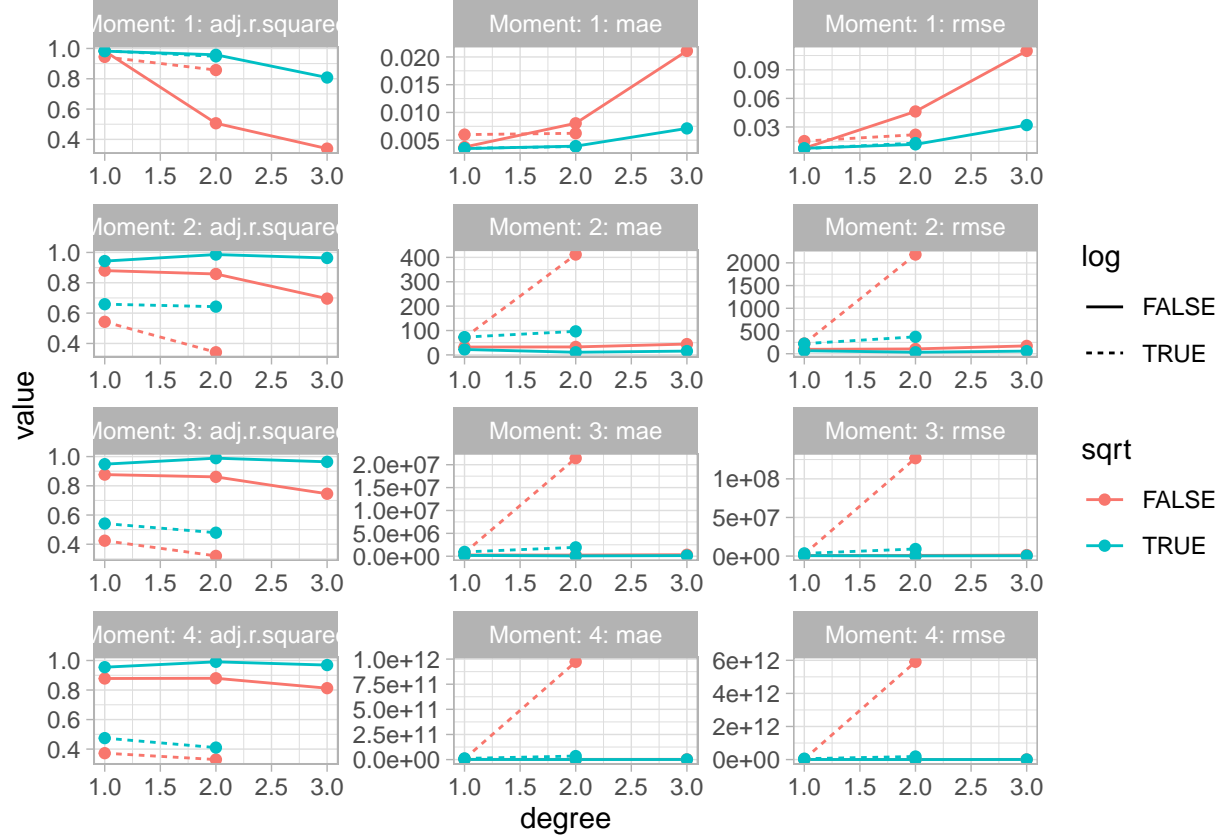 Moment: 1: adj.r.squared
Moment: 1: mae
Moment: 1: rmse
1.0
0.8
0.6
0.4
0.020
0.015
0.010
0.005
0.09
0.06
0.03
1.0 1.5 2.0 2.5 3.0
1.0 1.5 2.0 2.5 3.0
1.0 1.5 2.0 2.5 3.0
Moment: 2: adj.r.squared
Moment: 2: mae
Moment: 2: rmse
1.0
0.8
0.6
0.4
400
300
200
100
0
2000
1500
1000
500
0
1.0 1.5 2.0 2.5 3.0
1.0 1.5 2.0 2.5 3.0
1.0 1.5 2.0 2.5 3.0
Moment: 3: adj.r.squared
Moment: 3: mae
Moment: 3: rmse
1.0
0.8
0.6
0.4
2.0e+07
1.5e+07
1.0e+07
5.0e+06
0.0e+00
1e+08
5e+07
0e+00
1.0 1.5 2.0 2.5 3.0
1.0 1.5 2.0 2.5 3.0
1.0 1.5 2.0 2.5 3.0
Moment: 4: adj.r.squared
Moment: 4: mae
Moment: 4: rmse
1.0
0.8
0.6
0.4
1.0e+12
7.5e+11
5.0e+11
2.5e+11
0.0e+00
6e+12
4e+12
2e+12
0e+00
1.0 1.5 2.0 2.5 3.0
1.0 1.5 2.0 2.5 3.0
1.0 1.5 2.0 2.5 3.0
value
degree
log
FALSE
TRUE
sqrt
FALSE
TRUE